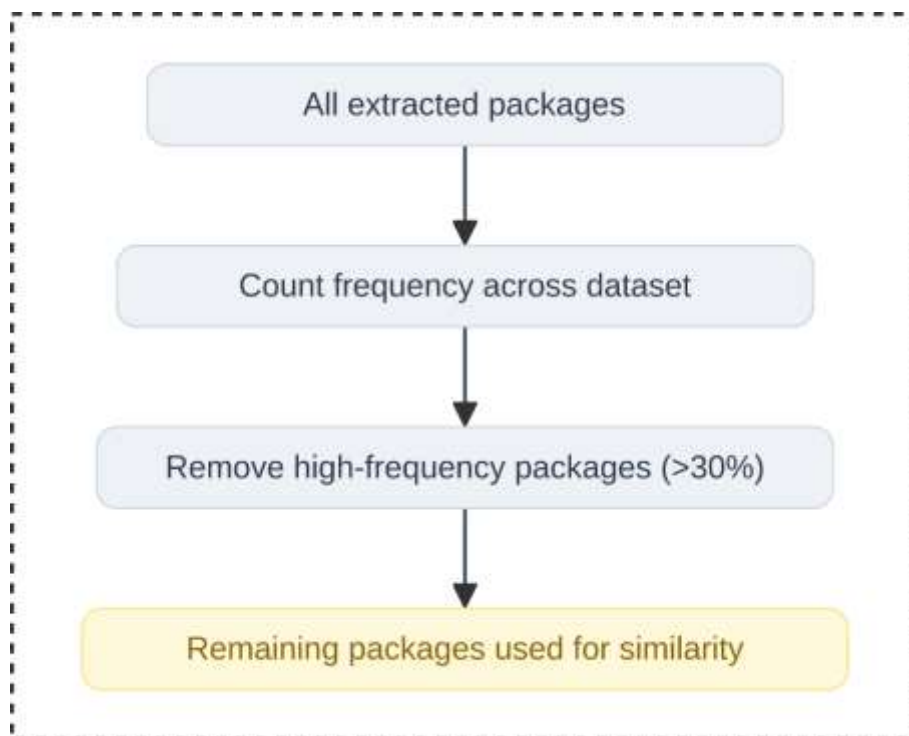 All extracted packages
Count frequency across dataset
Remove high-frequency packages (>30%)
Remaining packages used for similarity